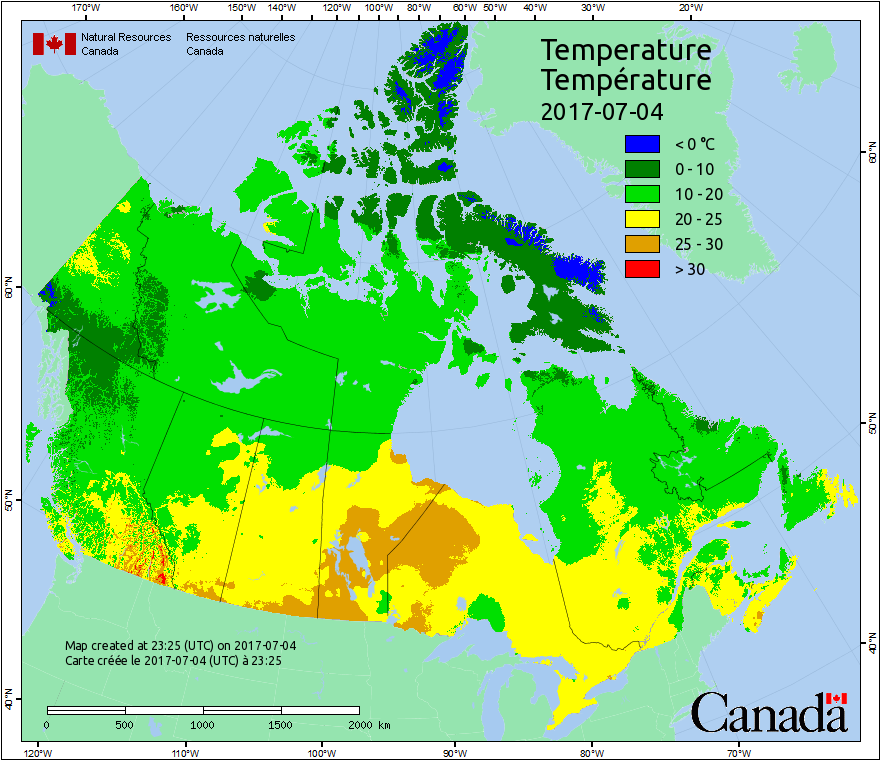 170°W 160°W 150°W 140°W 120°W 100°W 80°W 60°W 50°W 40°W 30°W 20°W
Natural Resources Ressources naturelles
Canada Canada
Temperature
Température
2017-07-04
< 0 °C
0 - 10
10 - 20
20 - 25
25 - 30
> 30
60°N
60°N
50°N
50°N
40°N
40°N
Map created at 23:25 (UTC) on 2017-07-04
Carte créée le 2017-07-04 (UTC) à 23:25
0 500 1000 1500 2000 km
Canada
120°W 110°W 100°W 90°W 80°W 70°W